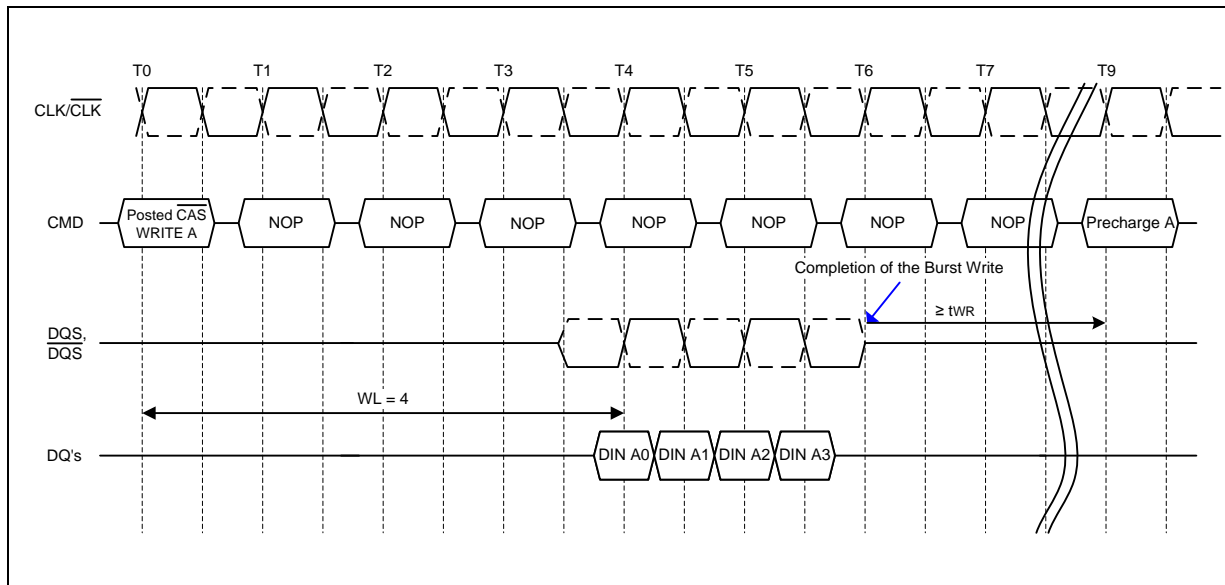 T0 T1 T2 T3 T4 T5 T6 T7 T9
CLK/CLK
CMD
Posted CAS
WRITE A
NOP NOP NOP NOP NOP NOP NOP Precharge A
Completion of the Burst Write
≥ tWR
DQS,
DQS
WL = 4
DQ's
DIN A0 DIN A1 DIN A2 DIN A3